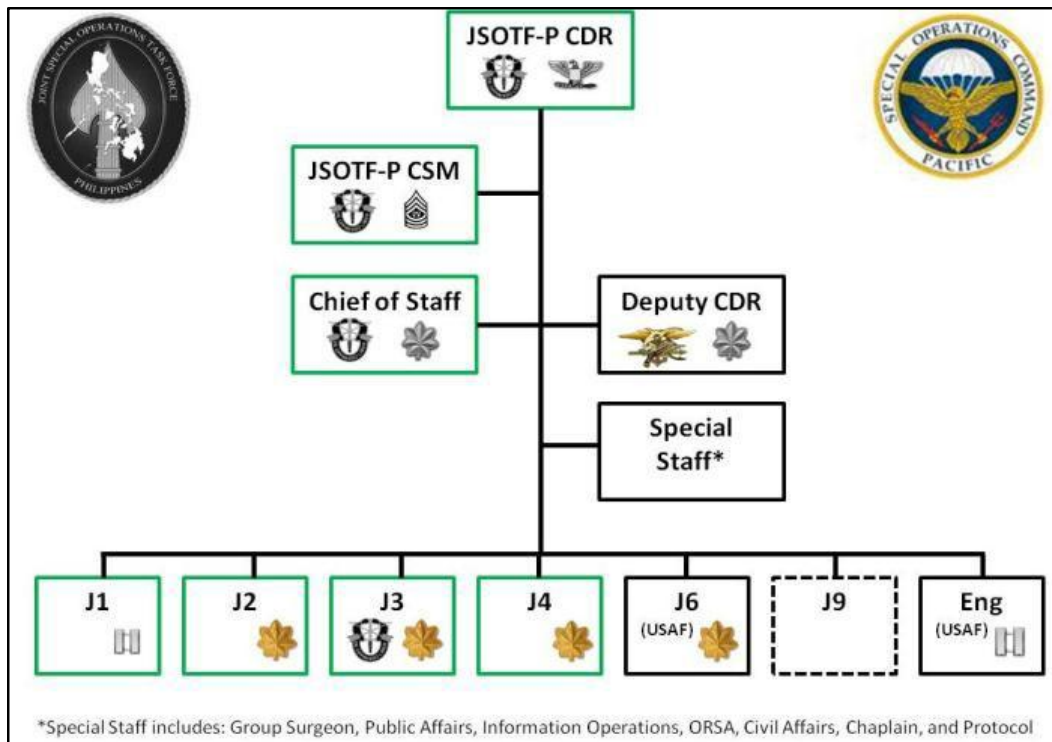 JOINT SPECIAL OPERATIONS TASK FORCE
PHILIPPINES
SPECIAL OPERATIONS COMMAND
PACIFIC
JSOTF-P CDR
JSOTF-P CSM
Chief of Staff
Deputy CDR
Special
Staff*
J1
J2
J3
J4
J6
(USAF)
J9
Eng
(USAF)
*Special Staff includes: Group Surgeon, Public Affairs, Information Operations, ORSA, Civil Affairs, Chaplain, and Protocol